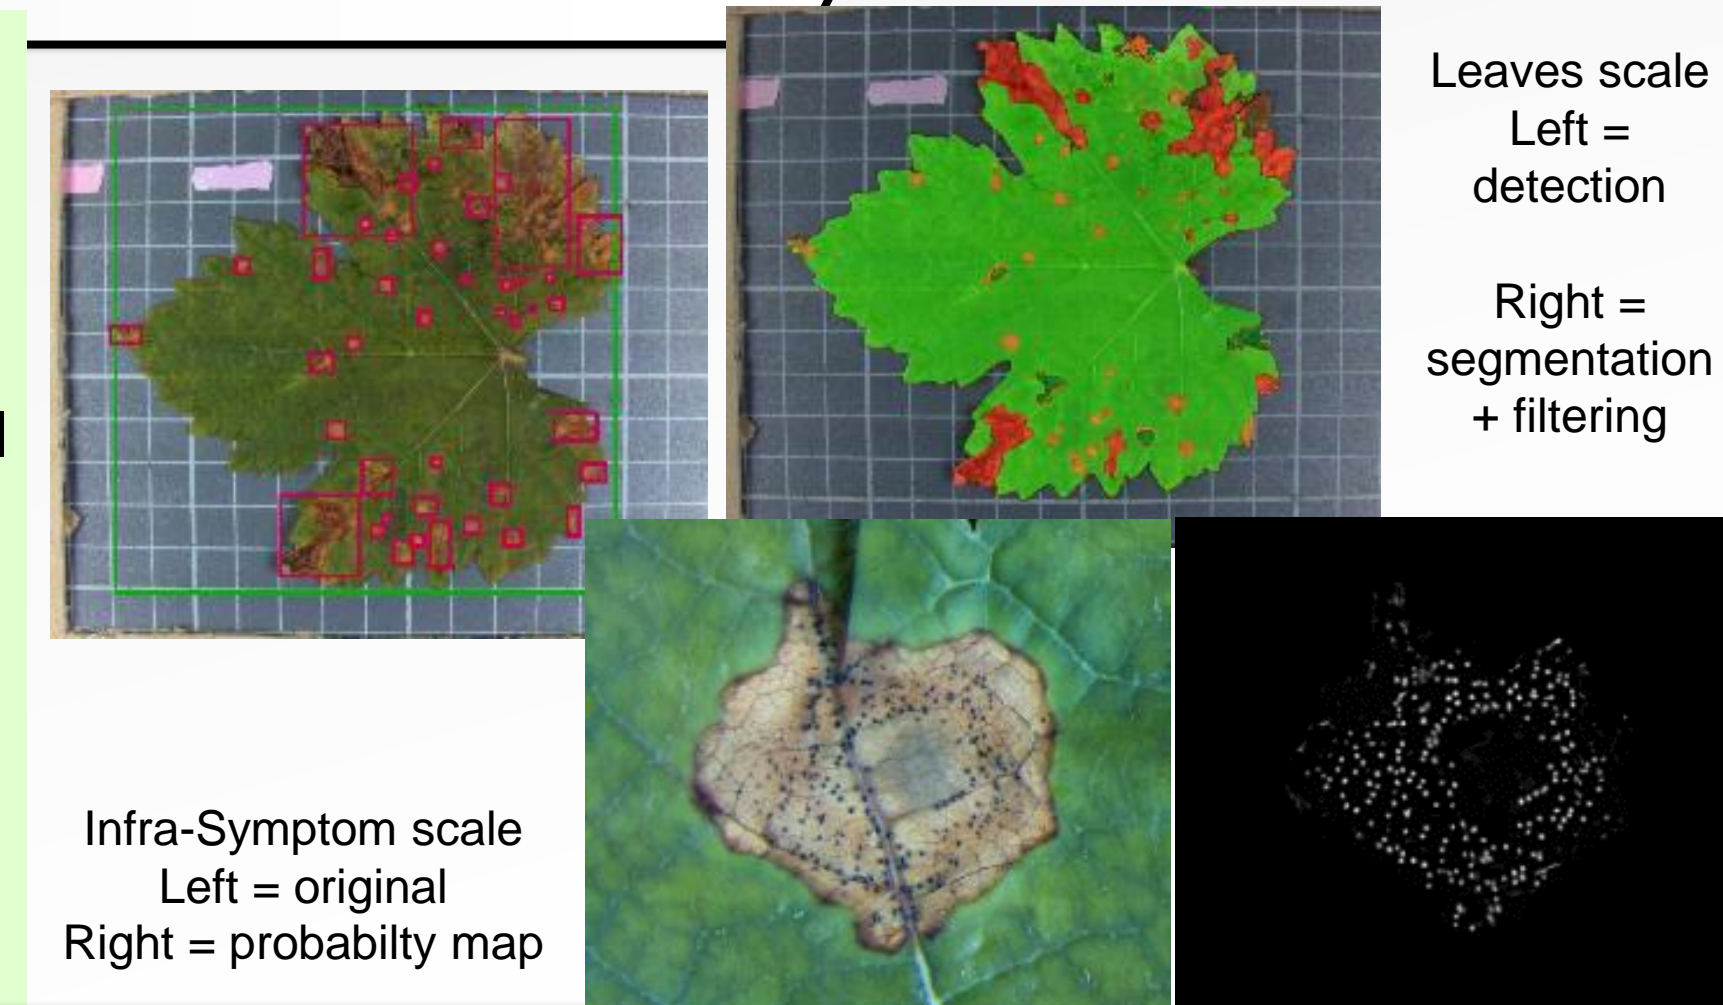 Leaves scale
Left =
detection
Right =
segmentation
+ filtering
Infra-Symptom scale
Left = original
Right = probabilty map